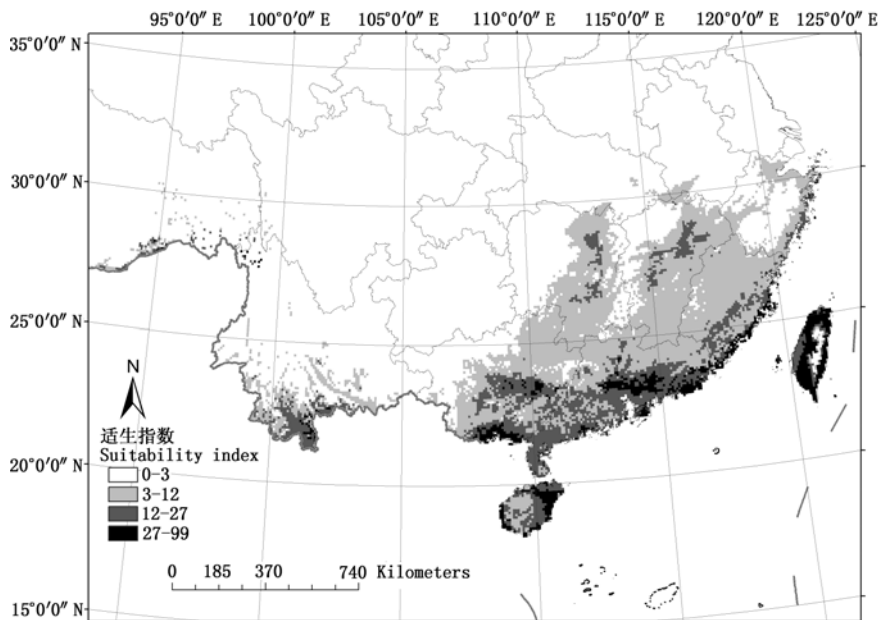 95°0′0″ E 100°0′0″ E 105°0′0″ E 110°0′0″ E 115°0′0″ E 120°0′0″ E 125°0′0″ E
35°0′0″ N
30°0′0″ N
25°0′0″ N
N
适生指数
Suitability index
20°0′0″ N
0-3
3-12
12-27
27-99
0 185 370 740 Kilometers
15°0′0″ N